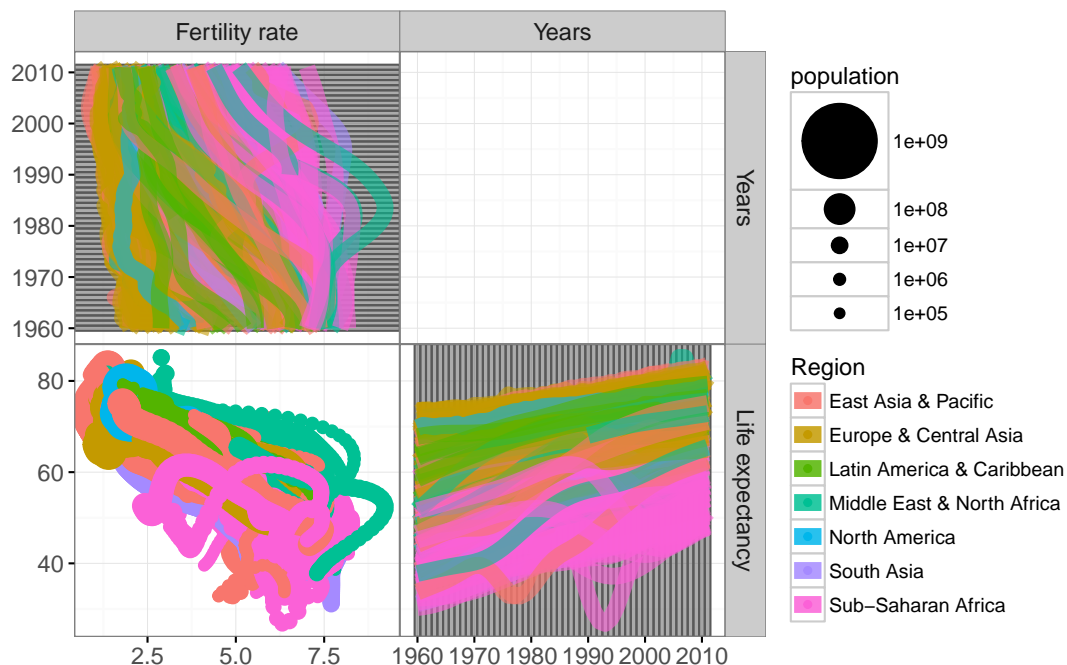 Fertility rate
Years
2010
2000
1990
1980
1970
1960
Years
80
60
40
Life expectancy
2.5
5.0
7.5
1960
1970
1980
1990
2000
2010
population
1e+09
1e+08
1e+07
1e+06
1e+05
Region
East Asia & Pacific
Europe & Central Asia
Latin America & Caribbean
Middle East & North Africa
North America
South Asia
Sub−Saharan Africa